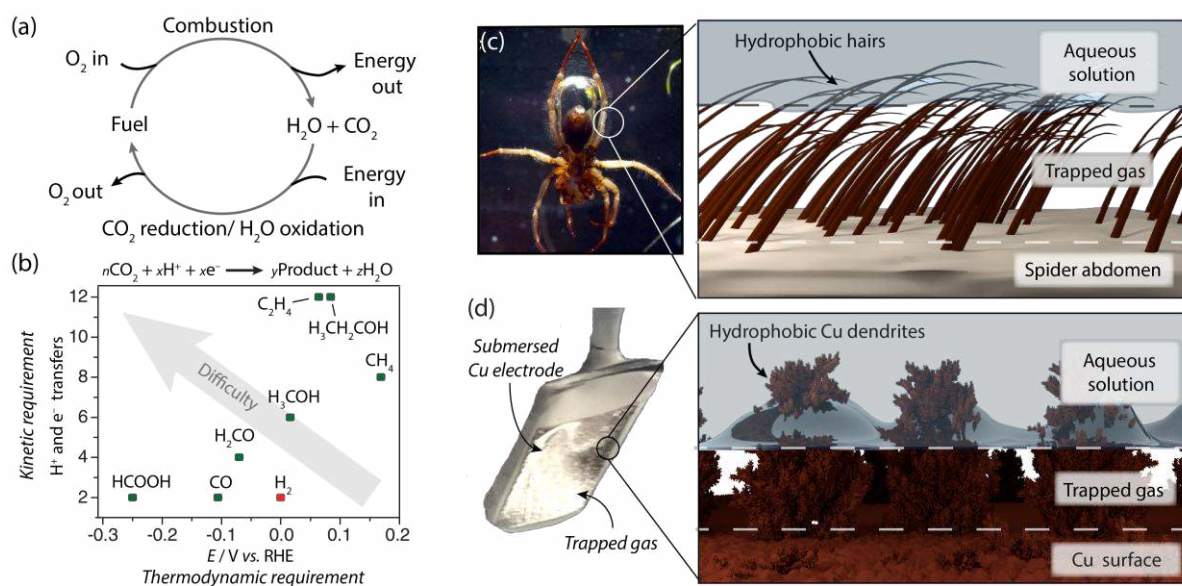 (a)
Combustion
O₂ in
Energy
out
Fuel
H₂O + CO₂
O₂ out
Energy
in
CO₂ reduction/ H₂O oxidation
(b)
nCO₂ + xH⁺ + xe⁻ → yProduct + zH₂O
Kinetic requirement
H⁺ and e⁻ transfers
12
10
8
6
4
2
C₂H₄
H₃CH₂COH
CH₄
Difficulty
H₃COH
H₂CO
HCOOH
CO
H₂
-0.3
-0.2
-0.1
0.0
0.1
0.2
E / V vs. RHE
Thermodynamic requirement
(c)
Hydrophobic hairs
Aqueous
solution
Trapped gas
Spider abdomen
(d)
Submersed
Cu electrode
Trapped gas
Hydrophobic Cu dendrites
Aqueous
solution
Trapped gas
Cu surface